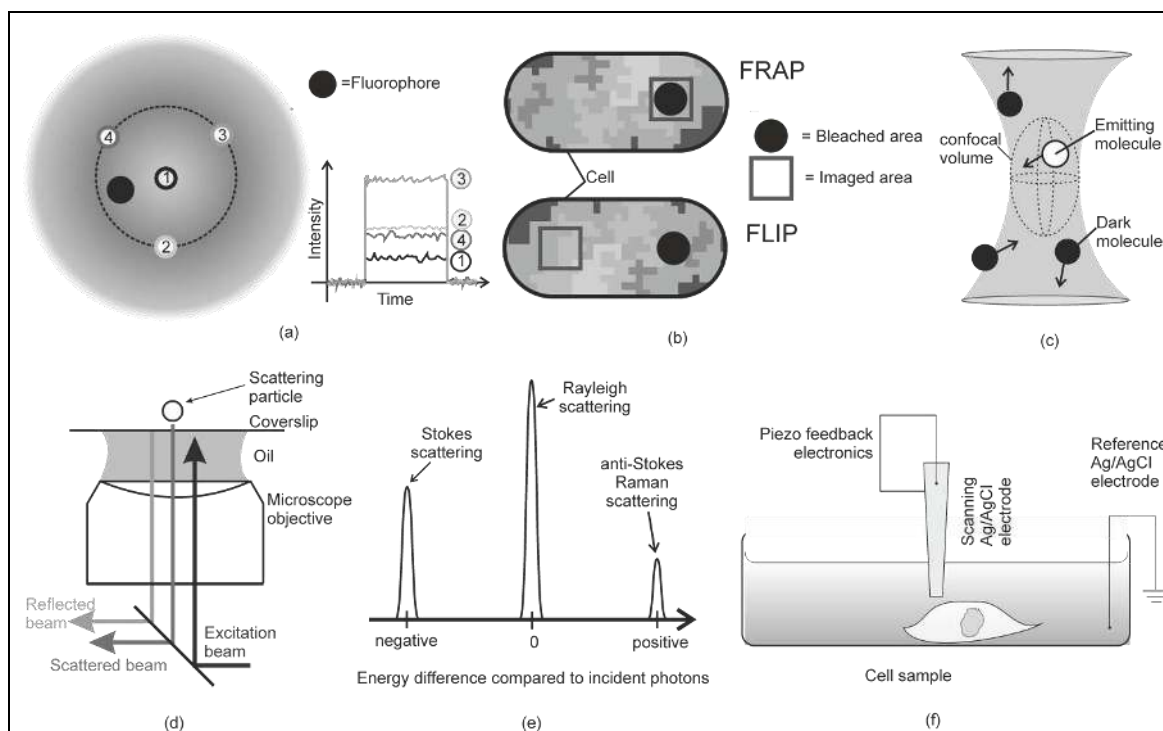 =Fluorophore
4
3
1
2
Intensity
3
2
4
1
Time
(a)
FRAP
= Bleached area
= Imaged area
Cell
FLIP
(b)
confocal
volume
Emitting
molecule
Dark
molecule
(c)
Scattering
particle
Coverslip
Oil
Microscope
objective
Reflected
beam
Scattered beam
Excitation
beam
(d)
Stokes
scattering
Rayleigh
scattering
anti-Stokes
Raman
scattering
negative
0
positive
Energy difference compared to incident photons
(e)
Piezo feedback
electronics
Scanning
Ag/AgCl
electrode
Reference
Ag/AgCl
electrode
Cell sample
(f)